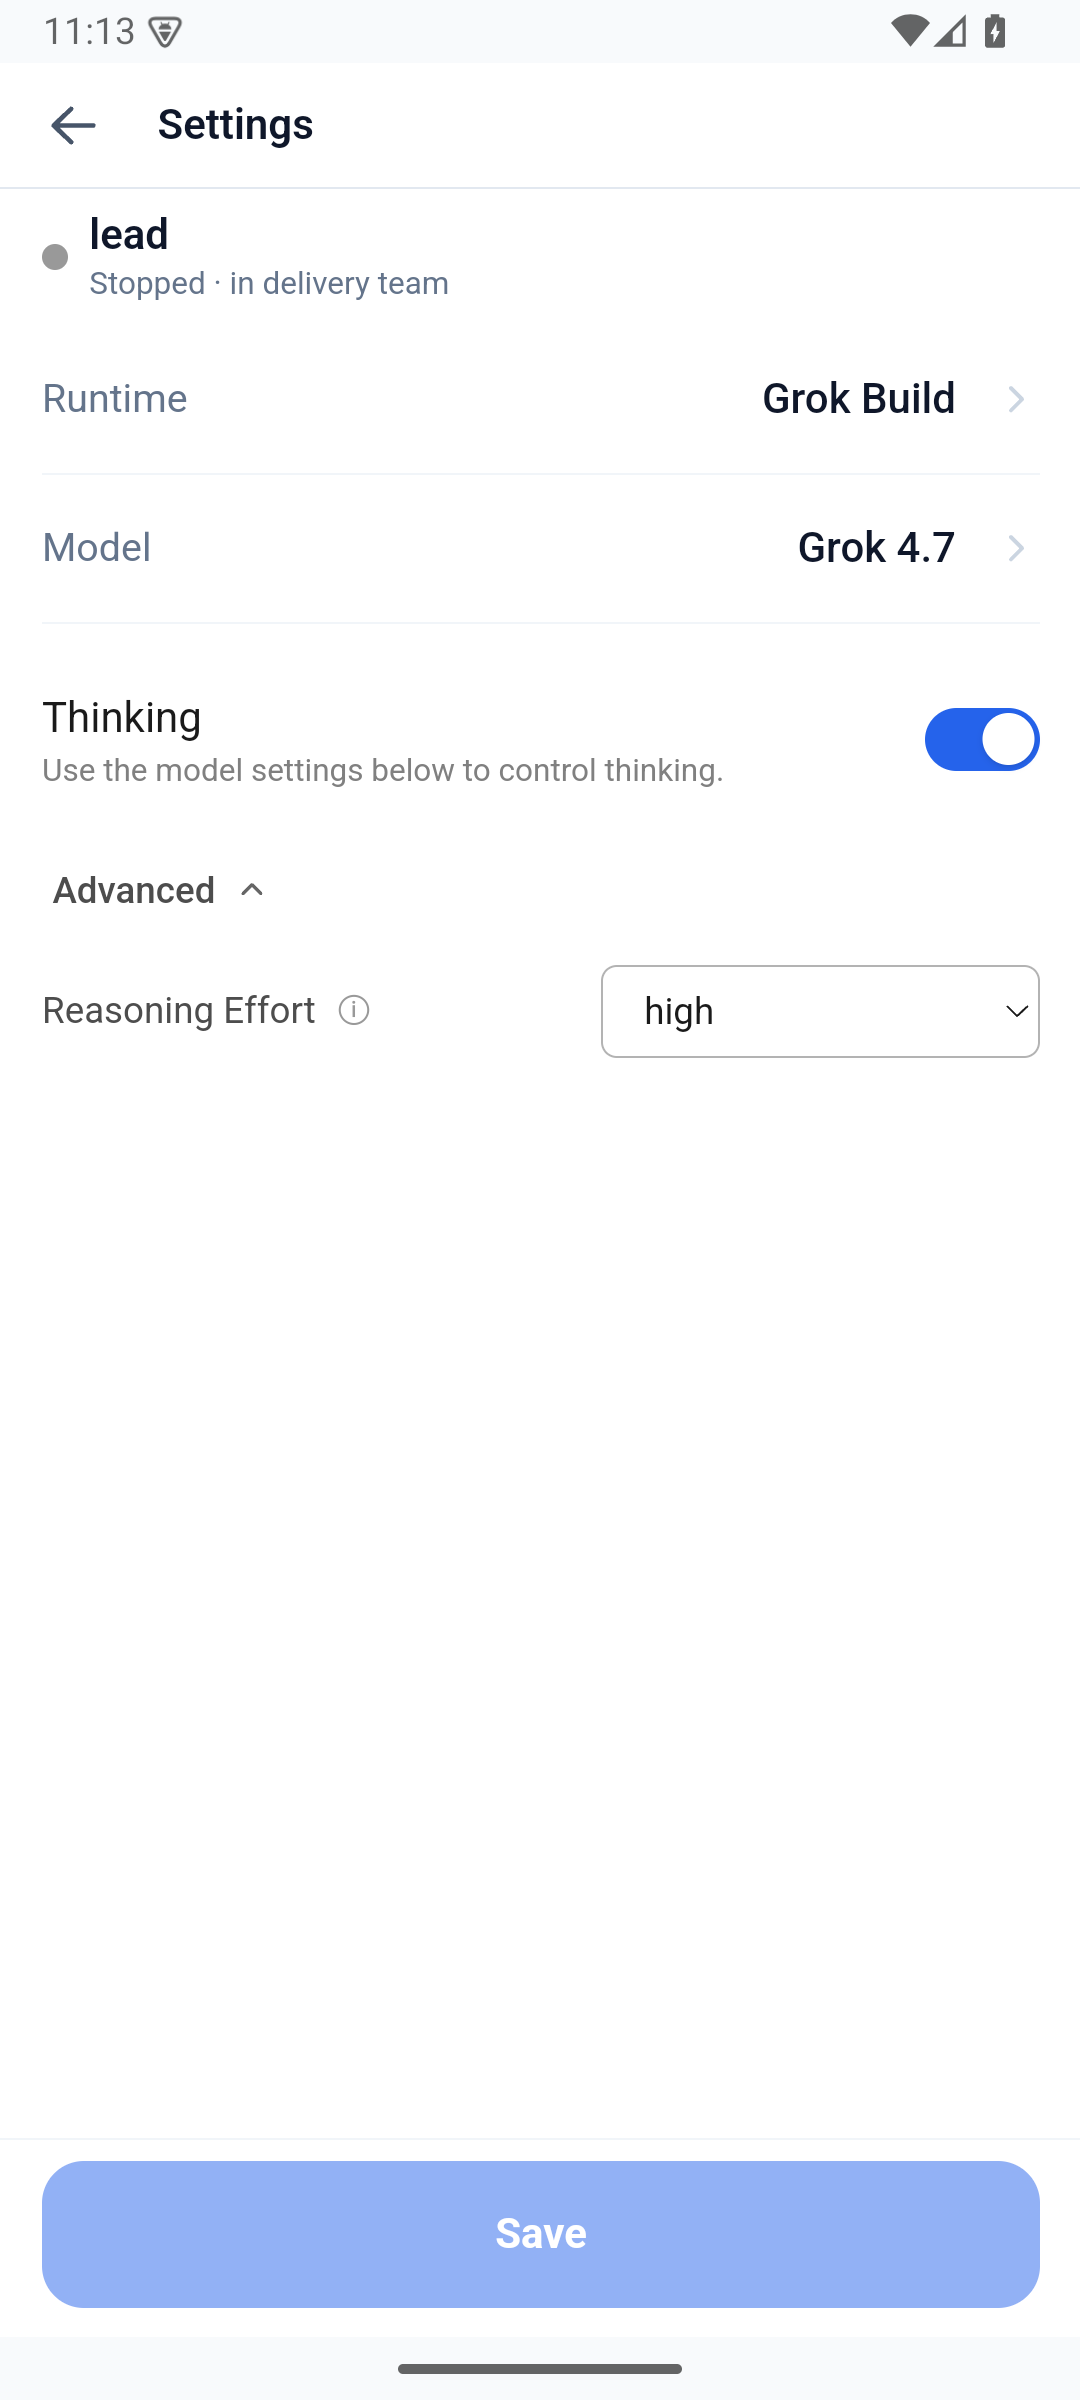 11:13
Settings
lead
Stopped · in delivery team
Runtime
Grok Build
Model
Grok 4.7
Thinking
Use the model settings below to control thinking.
Advanced
Reasoning Effort
high
Save